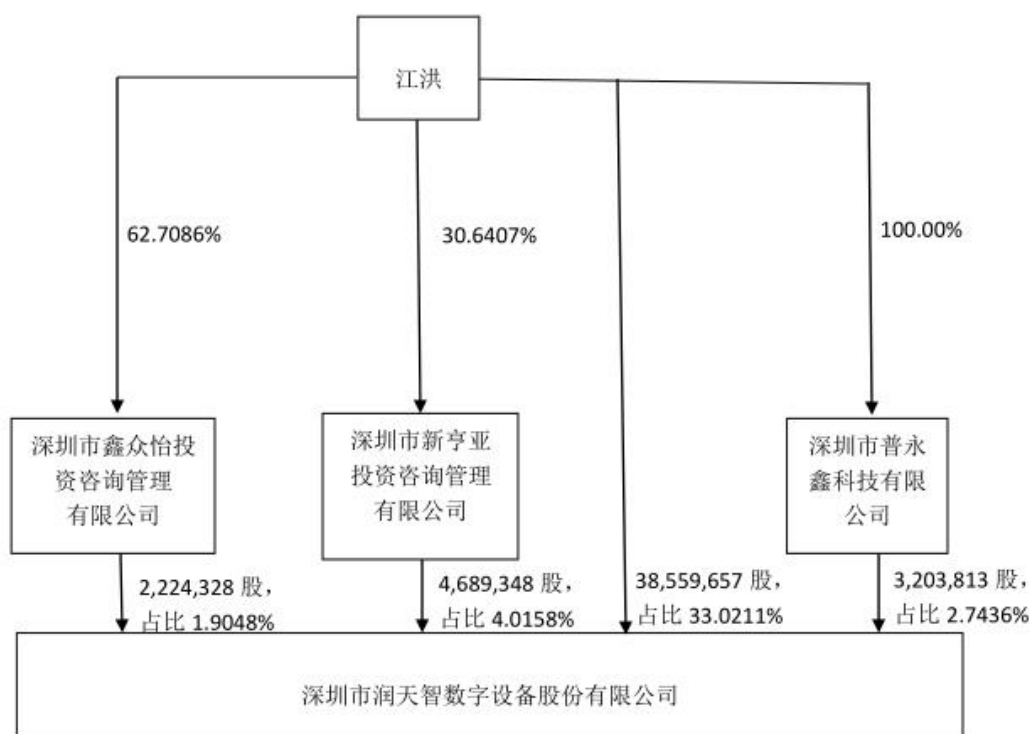 江洪
62.7086%
30.6407%
100.00%
深圳市鑫众怡投
资咨询管理
有限公司
深圳市新亨亚
投资咨询管理
有限公司
深圳市普永
鑫科技有限
公司
2,224,328 股,
占比 1.9048%
4,689,348 股,
占比 4.0158%
38,559,657 股,
占比 33.0211%
3,203,813 股,
占比 2.7436%
深圳市润天智数字设备股份有限公司